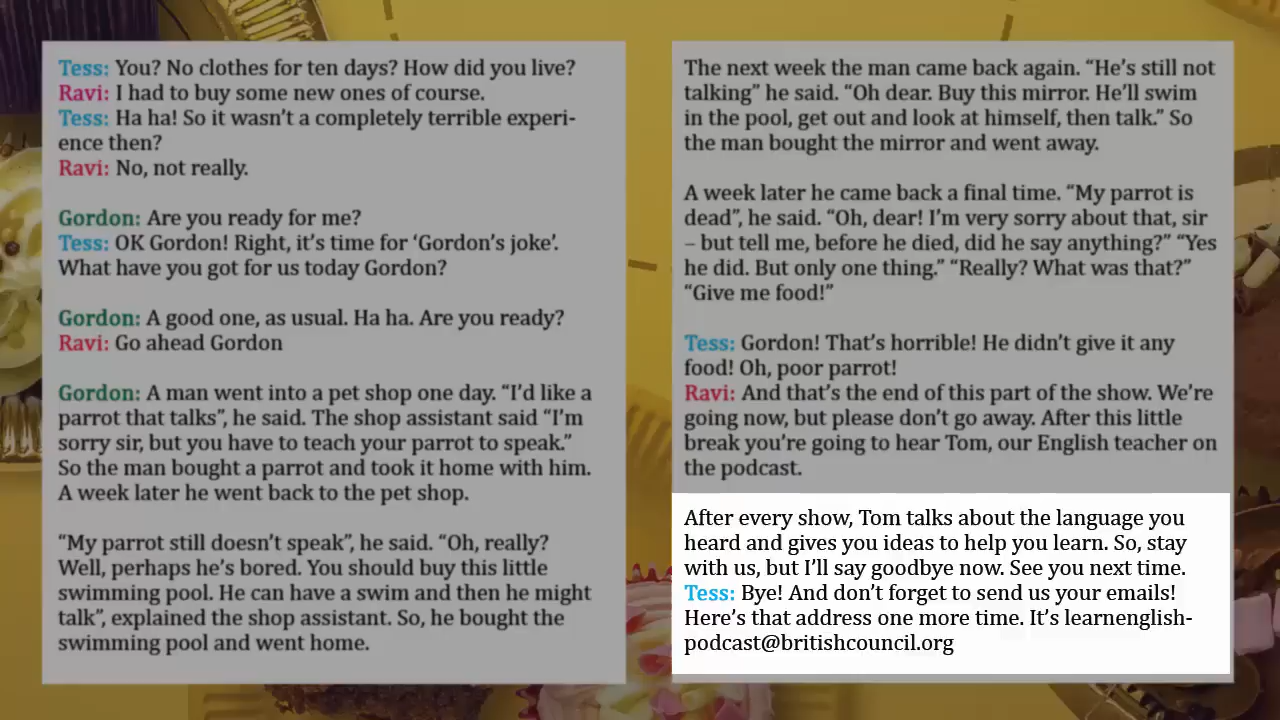 Tess: You? No clothes for ten days? How did you live?
Ravi: I had to buy some new ones of course.
Tess: Ha ha! So it wasn't a completely terrible experi-
ence then?
Ravi: No, not really.
Gordon: Are you ready for me?
Tess: OK Gordon! Right, it's time for ‘Gordon's joke’.
What have you got for us today Gordon?
Gordon: A good one, as usual. Ha ha. Are you ready?
Ravi: Go ahead Gordon
Gordon: A man went into a pet shop one day. “I'd like a
parrot that talks”, he said. The shop assistant said “I'm
sorry sir, but you have to teach your parrot to speak.”
So the man bought a parrot and took it home with him.
A week later he went back to the pet shop.
“My parrot still doesn't speak”, he said. “Oh, really?
Well, perhaps he's bored. You should buy this little
swimming pool. He can have a swim and then he might
talk”, explained the shop assistant. So, he bought the
swimming pool and went home.
The next week the man came back again. “He's still not
talking” he said. “Oh dear. Buy this mirror. He'll swim
in the pool, get out and look at himself, then talk.” So
the man bought the mirror and went away.
A week later he came back a final time. “My parrot is
dead”, he said. “Oh, dear! I'm very sorry about that, sir
– but tell me, before he died, did he say anything?” “Yes
he did. But only one thing.” “Really? What was that?”
“Give me food!”
Tess: Gordon! That's horrible! He didn't give it any
food! Oh, poor parrot!
Ravi: And that's the end of this part of the show. We're
going now, but please don't go away. After this little
break you're going to hear Tom, our English teacher on
the podcast.
After every show, Tom talks about the language you
heard and gives you ideas to help you learn. So, stay
with us, but I'll say goodbye now. See you next time.
Tess: Bye! And don't forget to send us your emails!
Here's that address one more time. It's learnenglish-
podcast@britishcouncil.org